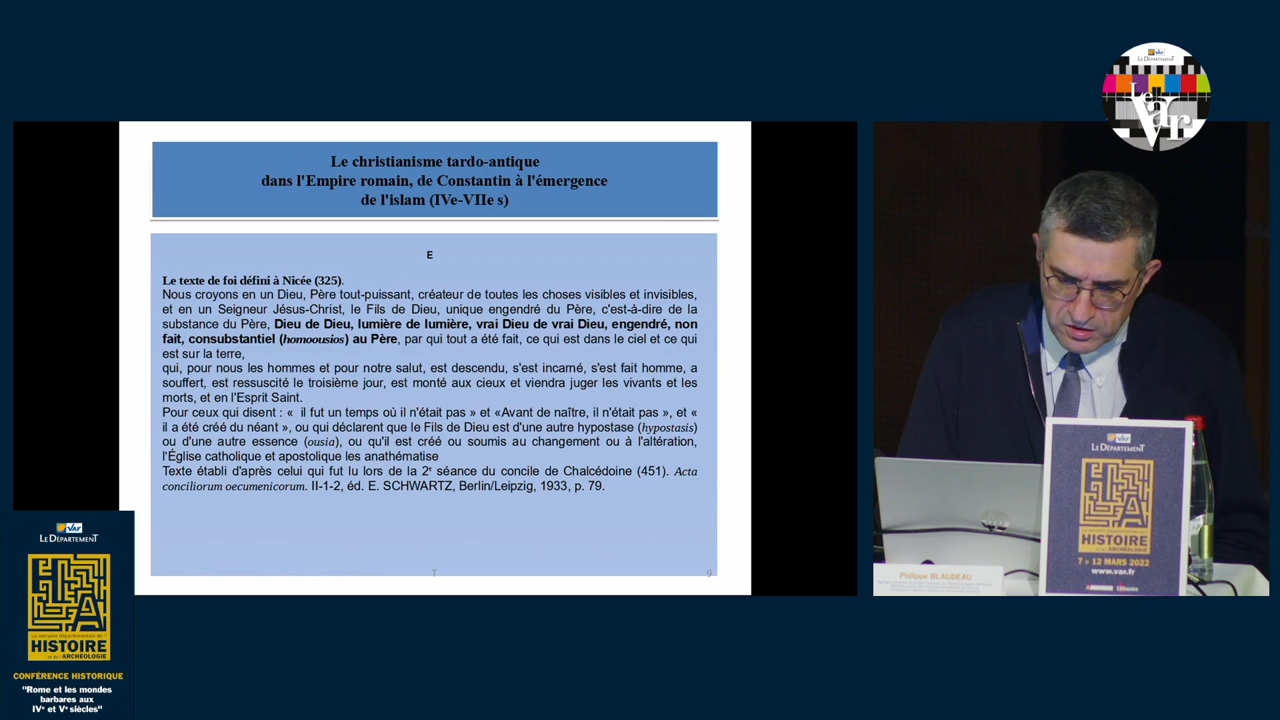 Le christianisme tardo-antique
dans l'Empire romain, de Constantin à l'émergence
de l'islam (IVe-VIIe s)
E
Le texte de foi défini à Nicée (325).
Nous croyons en un Dieu, Père tout-puissant, créateur de toutes les choses visibles et invisibles,
et en un Seigneur Jésus-Christ, le Fils de Dieu, unique engendré du Père, c'est-à-dire de la
substance du Père, Dieu de Dieu, lumière de lumière, vrai Dieu de vrai Dieu, engendré, non
fait, consubstantiel (homoousios) au Père, par qui tout a été fait, ce qui est dans le ciel et ce qui
est sur la terre,
qui, pour nous les hommes et pour notre salut, est descendu, s'est incarné, s'est fait homme, a
souffert, est ressuscité le troisième jour, est monté aux cieux et viendra juger les vivants et les
morts, et en l'Esprit Saint.
Pour ceux qui disent : « il fut un temps où il n'était pas » et «Avant de naître, il n'était pas », et «
il a été créé du néant », ou qui déclarent que le Fils de Dieu est d'une autre hypostase (hypostasis)
ou d'une autre essence (ousia), ou qu'il est créé ou soumis au changement ou à l'altération,
l'Église catholique et apostolique les anathématise
Texte établi d'après celui qui fut lu lors de la 2e séance du concile de Chalcédoine (451). Acta
conciliorum oecumenicorum. II-1-2, éd. E. SCHWARTZ, Berlin/Leipzig, 1933, p. 79.
T
9
VAR
LE DÉPARTEMENT
HISTOIRE
et de l'ARCHÉOLOGIE
CONFÉRENCE HISTORIQUE
"Rome et les mondes
barbares aux
IVe et Ve siècles"
VAR
LE DÉPARTEMENT
Le Var
Philippe BLAUDEAU
VAR
LE DÉPARTEMENT
HISTOIRE
7 > 12 MARS 2022
www.var.fr